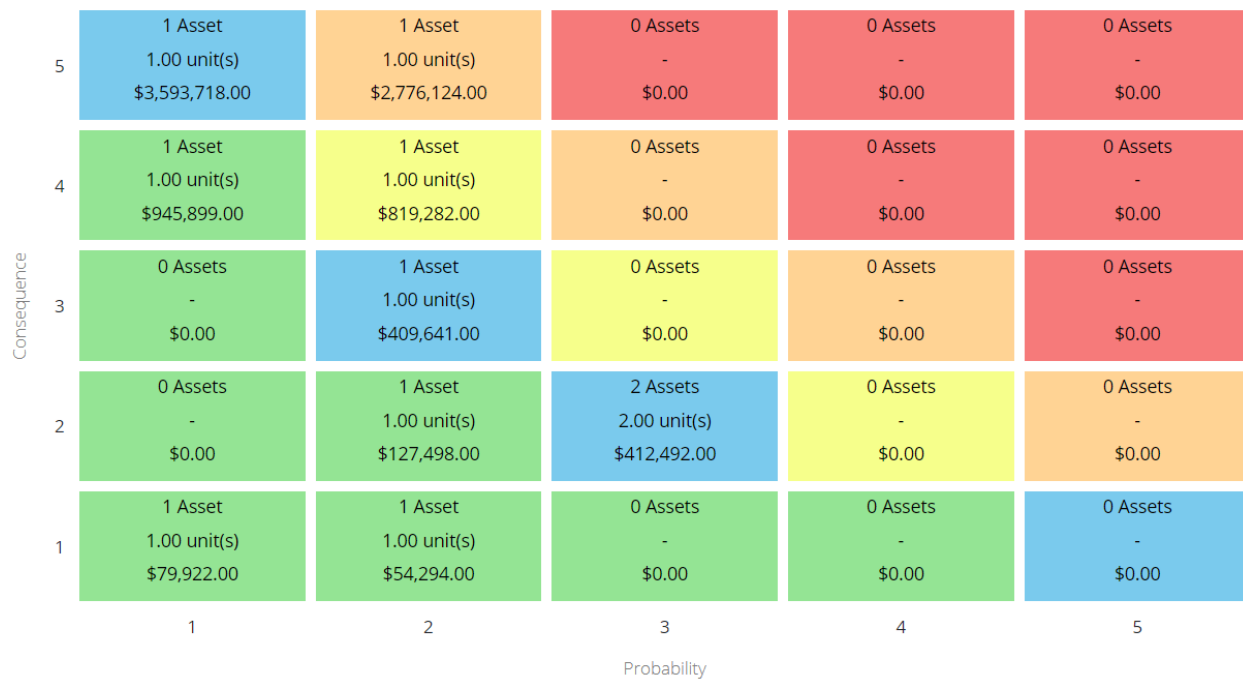 1 Asset 1 Asset 0 Assets 0 Assets 0 Assets
1.00 unit(s) 1.00 unit(s) - - -
5
$3,593,718.00 $2,776,124.00 $0.00 $0.00 $0.00
1 Asset 1 Asset 0 Assets 0 Assets 0 Assets
1.00 unit(s) 1.00 unit(s) - - -
4
$945,899.00 $819,282.00 $0.00 $0.00 $0.00
Consequence
0 Assets 1 Asset 0 Assets 0 Assets 0 Assets
- 1.00 unit(s) - - -
3
$0.00 $409,641.00 $0.00 $0.00 $0.00
0 Assets 1 Asset 2 Assets 0 Assets 0 Assets
- 1.00 unit(s) 2.00 unit(s) - -
2
$0.00 $127,498.00 $412,492.00 $0.00 $0.00
1 Asset 1 Asset 0 Assets 0 Assets 0 Assets
1.00 unit(s) 1.00 unit(s) - - -
1
$79,922.00 $54,294.00 $0.00 $0.00 $0.00
1 2 3 4 5
Probability